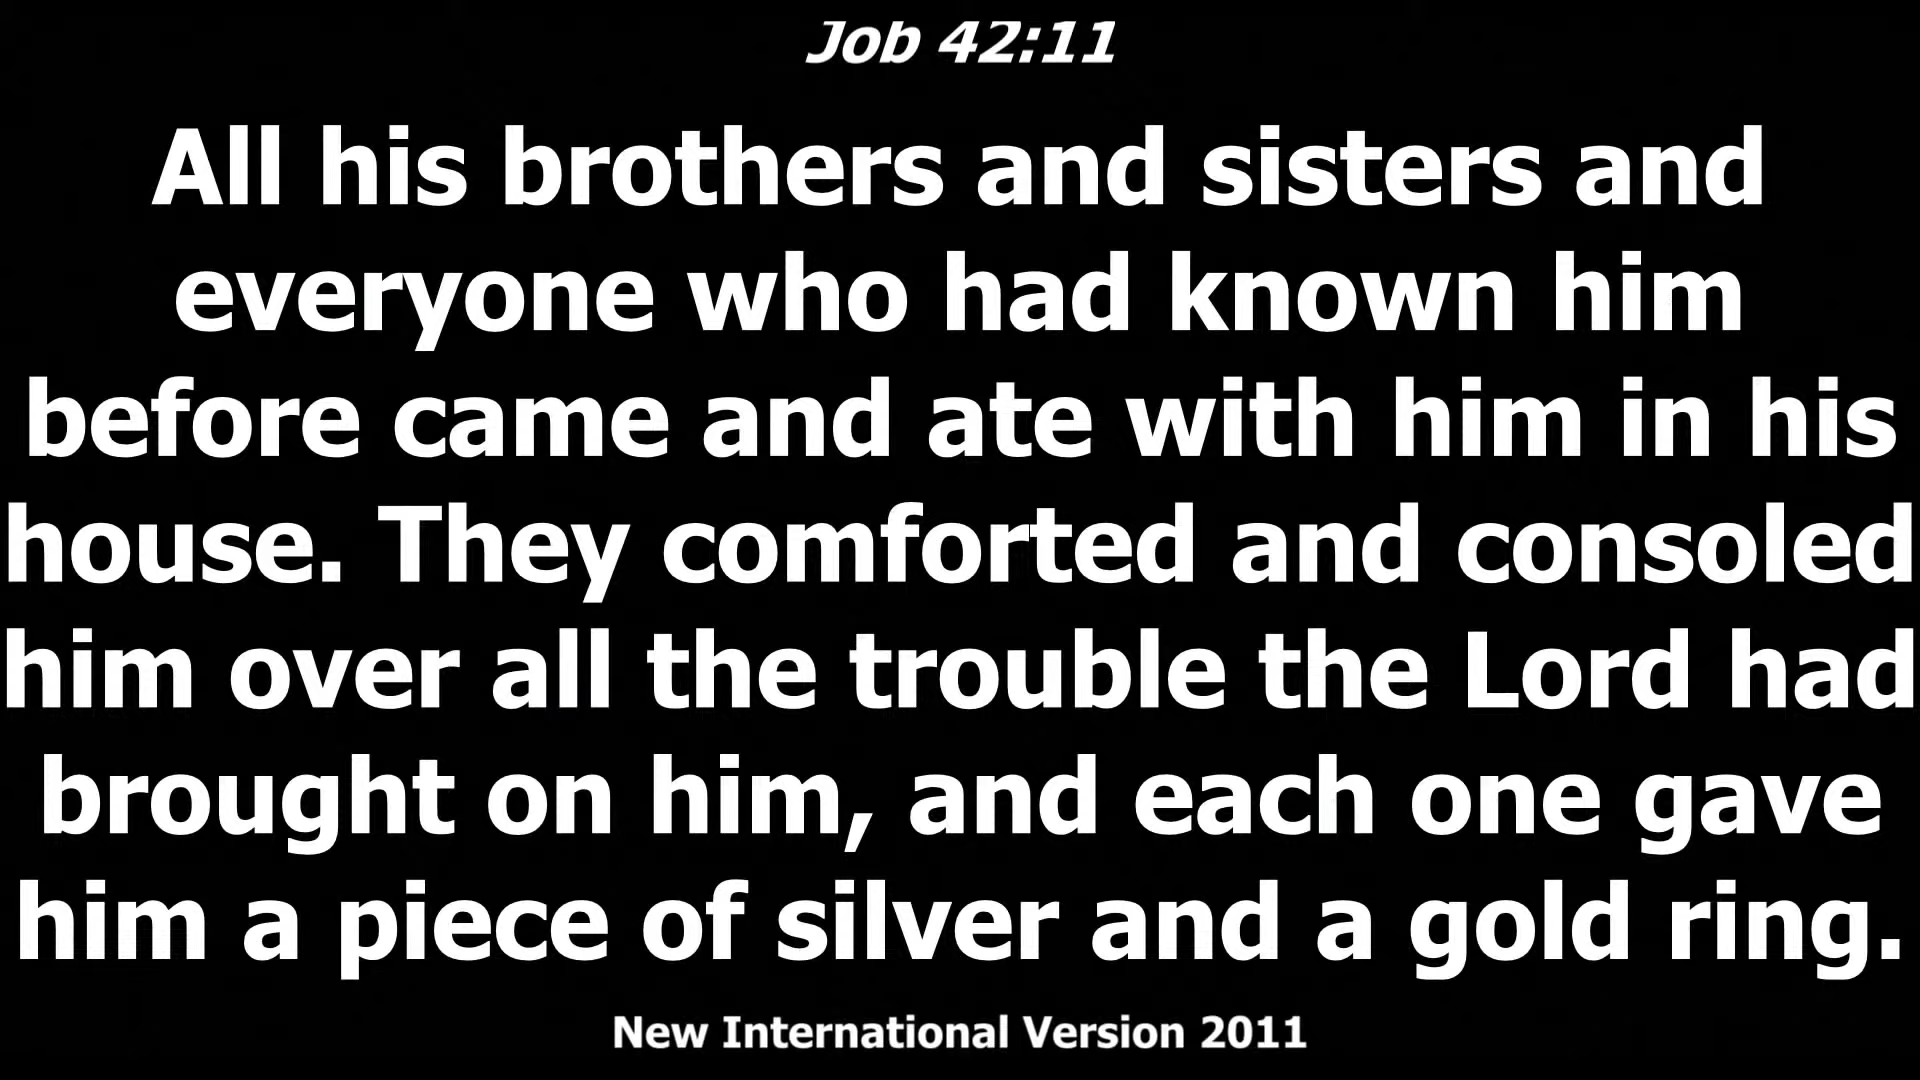 Job 42:11
All his brothers and sisters and
everyone who had known him
before came and ate with him in his
house. They comforted and consoled
him over all the trouble the Lord had
brought on him, and each one gave
him a piece of silver and a gold ring.
New International Version 2011